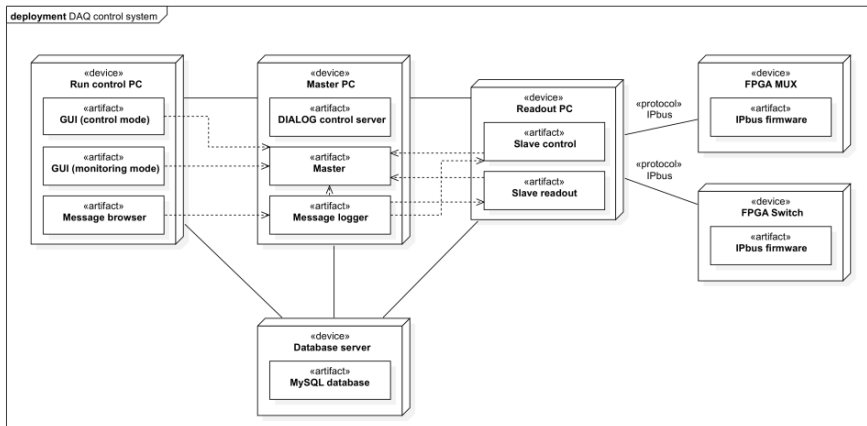 deployment DAQ control system
«device»
Run control PC
«artifact»
GUI (control mode)
«artifact»
GUI (monitoring mode)
«artifact»
Message browser
«device»
Master PC
«artifact»
DIALOG control server
«artifact»
Master
«artifact»
Message logger
«device»
Readout PC
«artifact»
Slave control
«artifact»
Slave readout
«protocol»
IPbus
«protocol»
IPbus
«device»
FPGA MUX
«artifact»
IPbus firmware
«device»
FPGA Switch
«artifact»
IPbus firmware
«device»
Database server
«artifact»
MySQL database